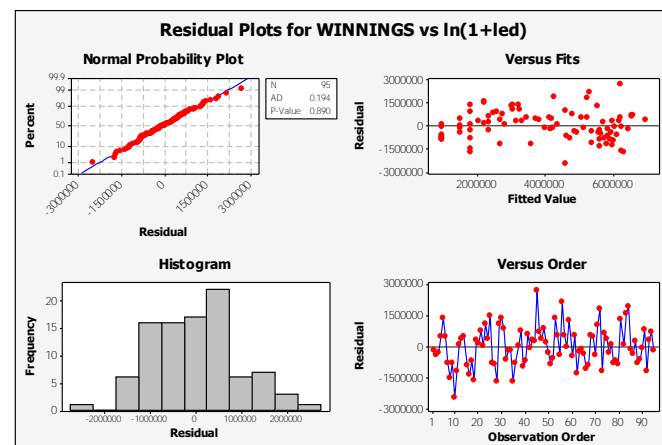 Residual Plots for WINNINGS vs ln(1+led)
Normal Probability Plot
99.9
99
90
50
10
1
0.1
Percent
-3000000 -1500000 0 1500000 3000000
Residual
N 95
AD 0.194
P-Value 0.890
Versus Fits
3000000
1500000
0
-1500000
-3000000
Residual
2000000 4000000 6000000
Fitted Value
Histogram
20
15
10
5
0
Frequency
-2000000 -1000000 0 1000000 2000000
Residual
Versus Order
3000000
1500000
0
-1500000
-3000000
Residual
1 10 20 30 40 50 60 70 80 90
Observation Order